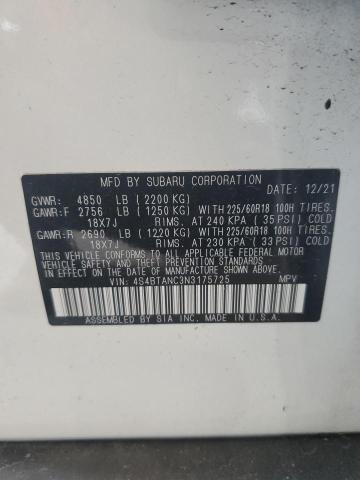 MFD BY SUBARU CORPORATION DATE: 12/21
GVWR: 4850 LB (2200 KG)
GAWR:F 2756 LB (1250 KG) WITH 225/60R18 100H TIRES.
18X7J RIMS. AT 240 KPA (35 PSI) COLD
GAWR:R 2690 LB (1220 KG) WITH 225/60R18 100H TIRES.
18X7J RIMS. AT 230 KPA (33 PSI) COLD
THIS VEHICLE CONFORMS TO ALL APPLICABLE FEDERAL MOTOR
VEHICLE SAFETY AND THEFT PREVENTION STANDARDS IN EFFECT
ON THE DATE OF MANUFACTURE SHOWN ABOVE.
VIN: 4S4BTANC3N3175725 MPV
ASSEMBLED BY SIA INC. MADE IN U.S.A.